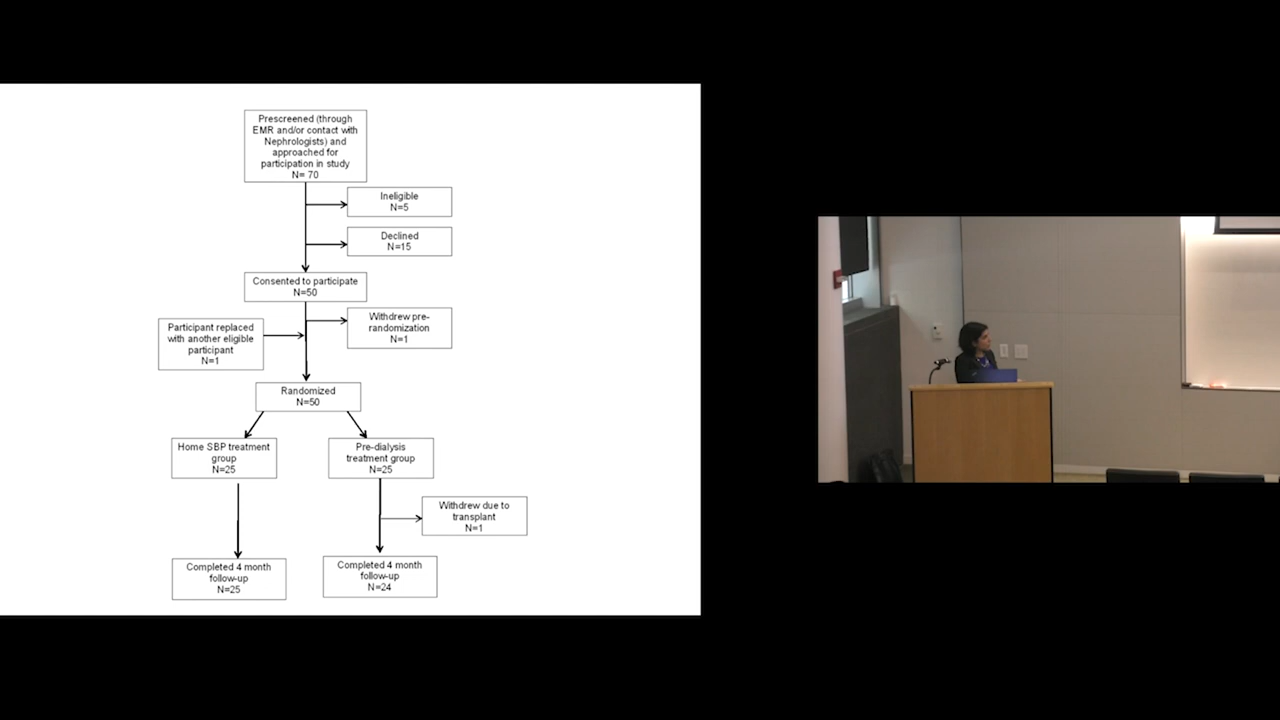 Prescreened (through
EMR and/or contact with
Nephrologists) and
approached for
participation in study
N= 70
Ineligible
N=5
Declined
N=15
Consented to participate
N=50
Withdrew pre-
randomization
N=1
Participant replaced
with another eligible
participant
N=1
Randomized
N=50
Home SBP treatment
group
N=25
Pre-dialysis
treatment group
N=25
Withdrew due to
transplant
N=1
Completed 4 month
follow-up
N=25
Completed 4 month
follow-up
N=24